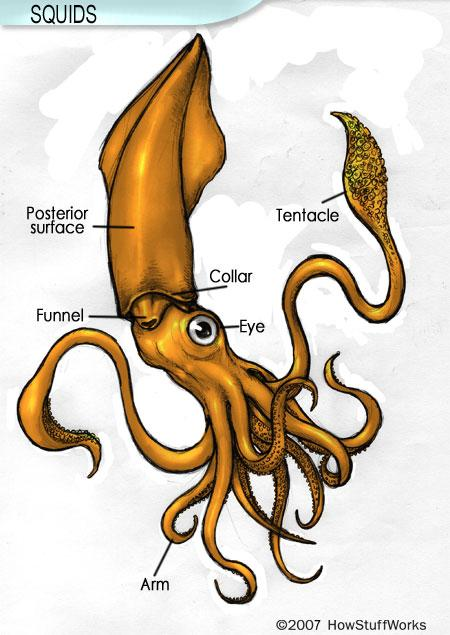 SQUIDS
Posterior
surface
Tentacle
Collar
Funnel
Eye
Arm
©2007 HowStuffWorks